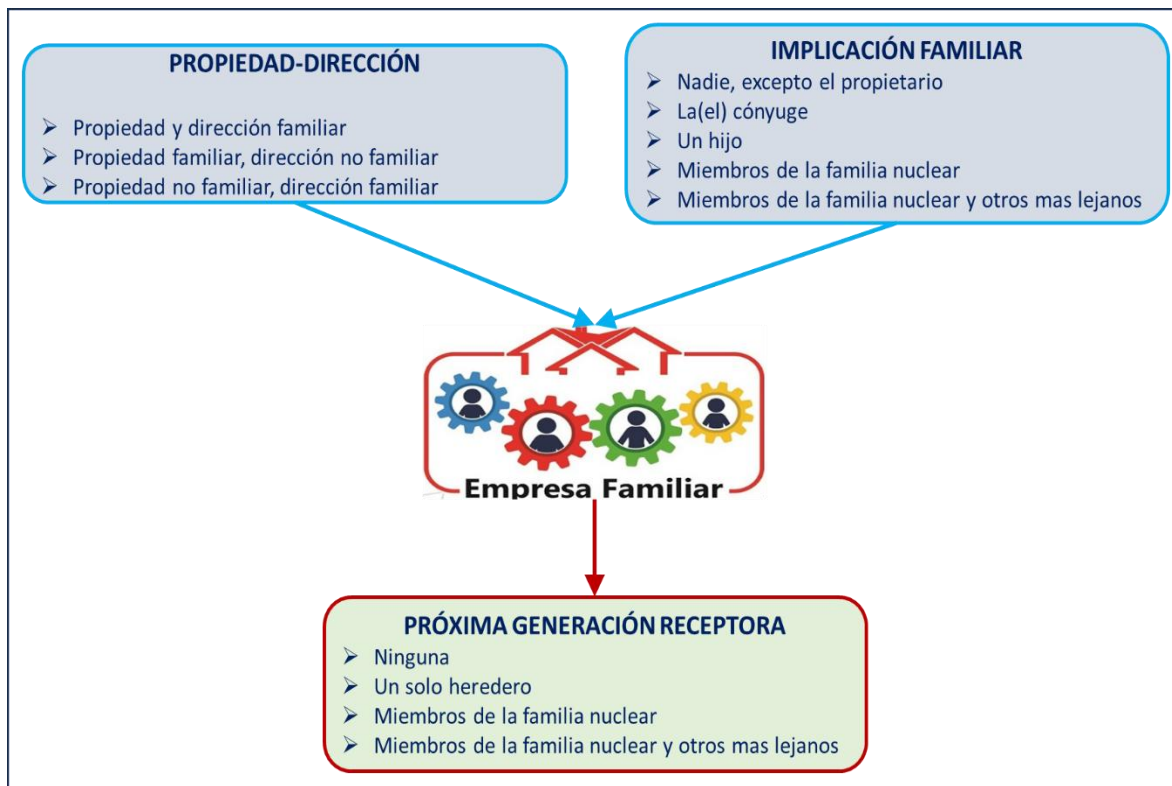 PROPIEDAD-DIRECCIÓN
Propiedad y dirección familiar
Propiedad familiar, dirección no familiar
Propiedad no familiar, dirección familiar
IMPLICACIÓN FAMILIAR
Nadie, excepto el propietario
La(el) cónyuge
Un hijo
Miembros de la familia nuclear
Miembros de la familia nuclear y otros mas lejanos
Empresa Familiar
PRÓXIMA GENERACIÓN RECEPTORA
Ninguna
Un solo heredero
Miembros de la familia nuclear
Miembros de la familia nuclear y otros mas lejanos